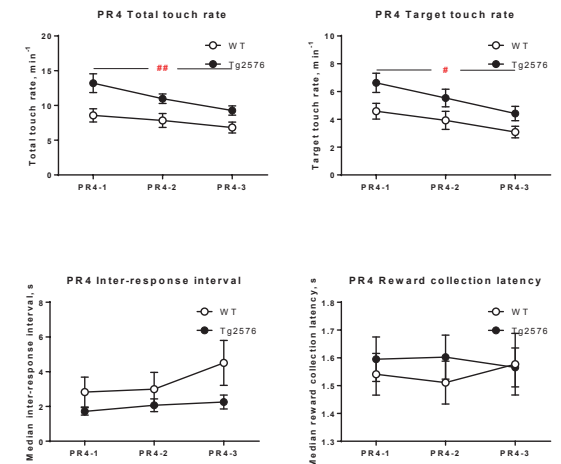 PR4 Total touch rate
Total touch rate, min-1
20
15
10
5
0
WT
Tg2576
##
PR4-1 PR4-2 PR4-3
PR4 Target touch rate
Target touch rate, min-1
10
8
6
4
2
0
WT
Tg2576
#
PR4-1 PR4-2 PR4-3
PR4 Inter-response interval
Median inter-response interval, s
8
6
4
2
0
WT
Tg2576
PR4-1 PR4-2 PR4-3
PR4 Reward collection latency
Median reward collection latency, s
1.8
1.7
1.6
1.5
1.4
1.3
WT
Tg2576
PR4-1 PR4-2 PR4-3